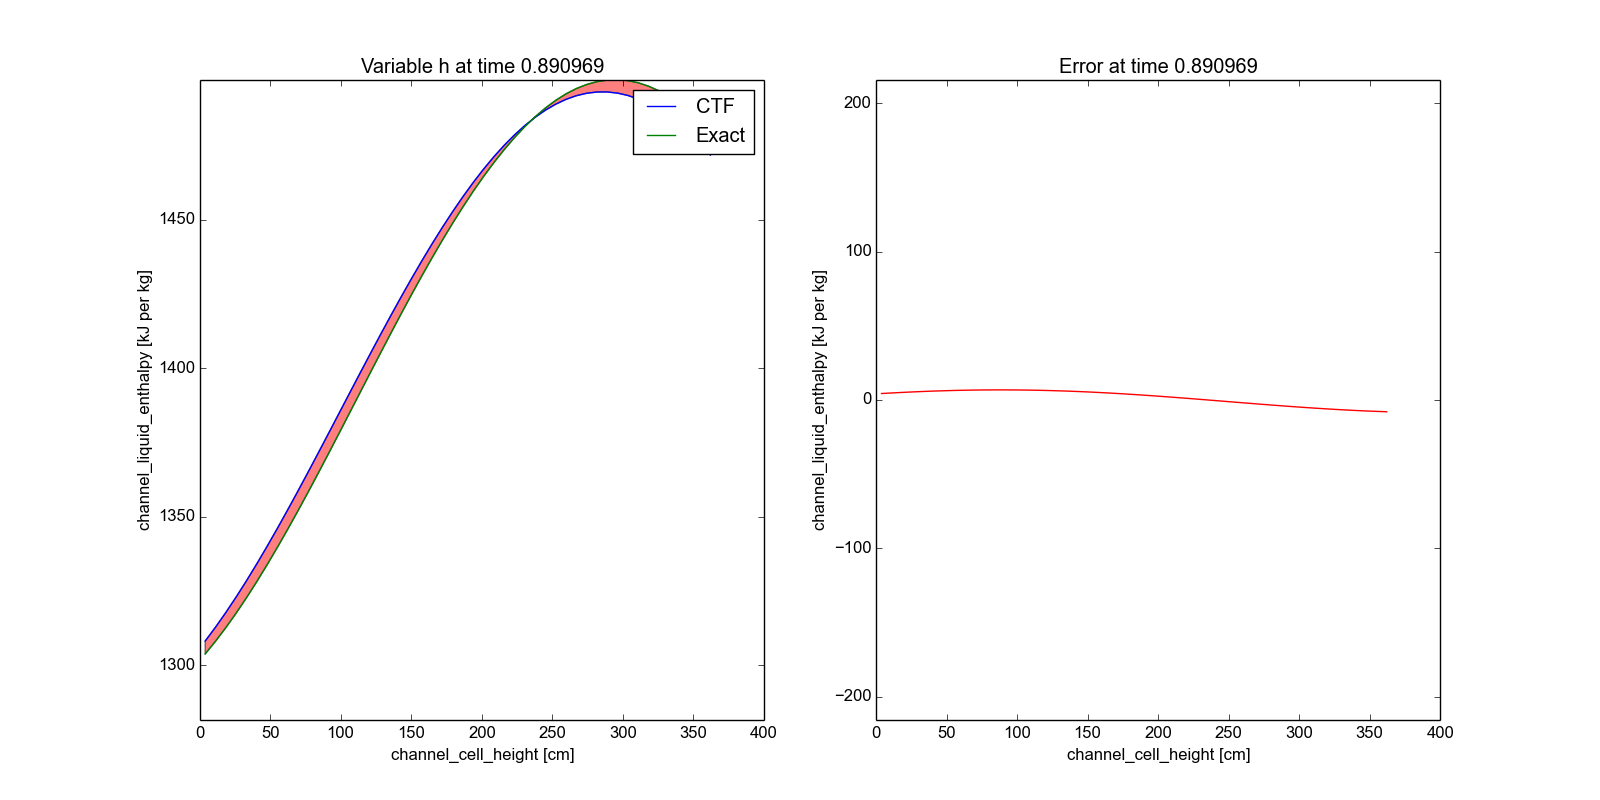 Variable h at time 0.890969
CTF
Exact
1450
1400
1350
1300
channel_liquid_enthalpy [kJ per kg]
0 50 100 150 200 250 300 350 400
channel_cell_height [cm]
Error at time 0.890969
200
100
0
−100
−200
channel_liquid_enthalpy [kJ per kg]
0 50 100 150 200 250 300 350 400
channel_cell_height [cm]